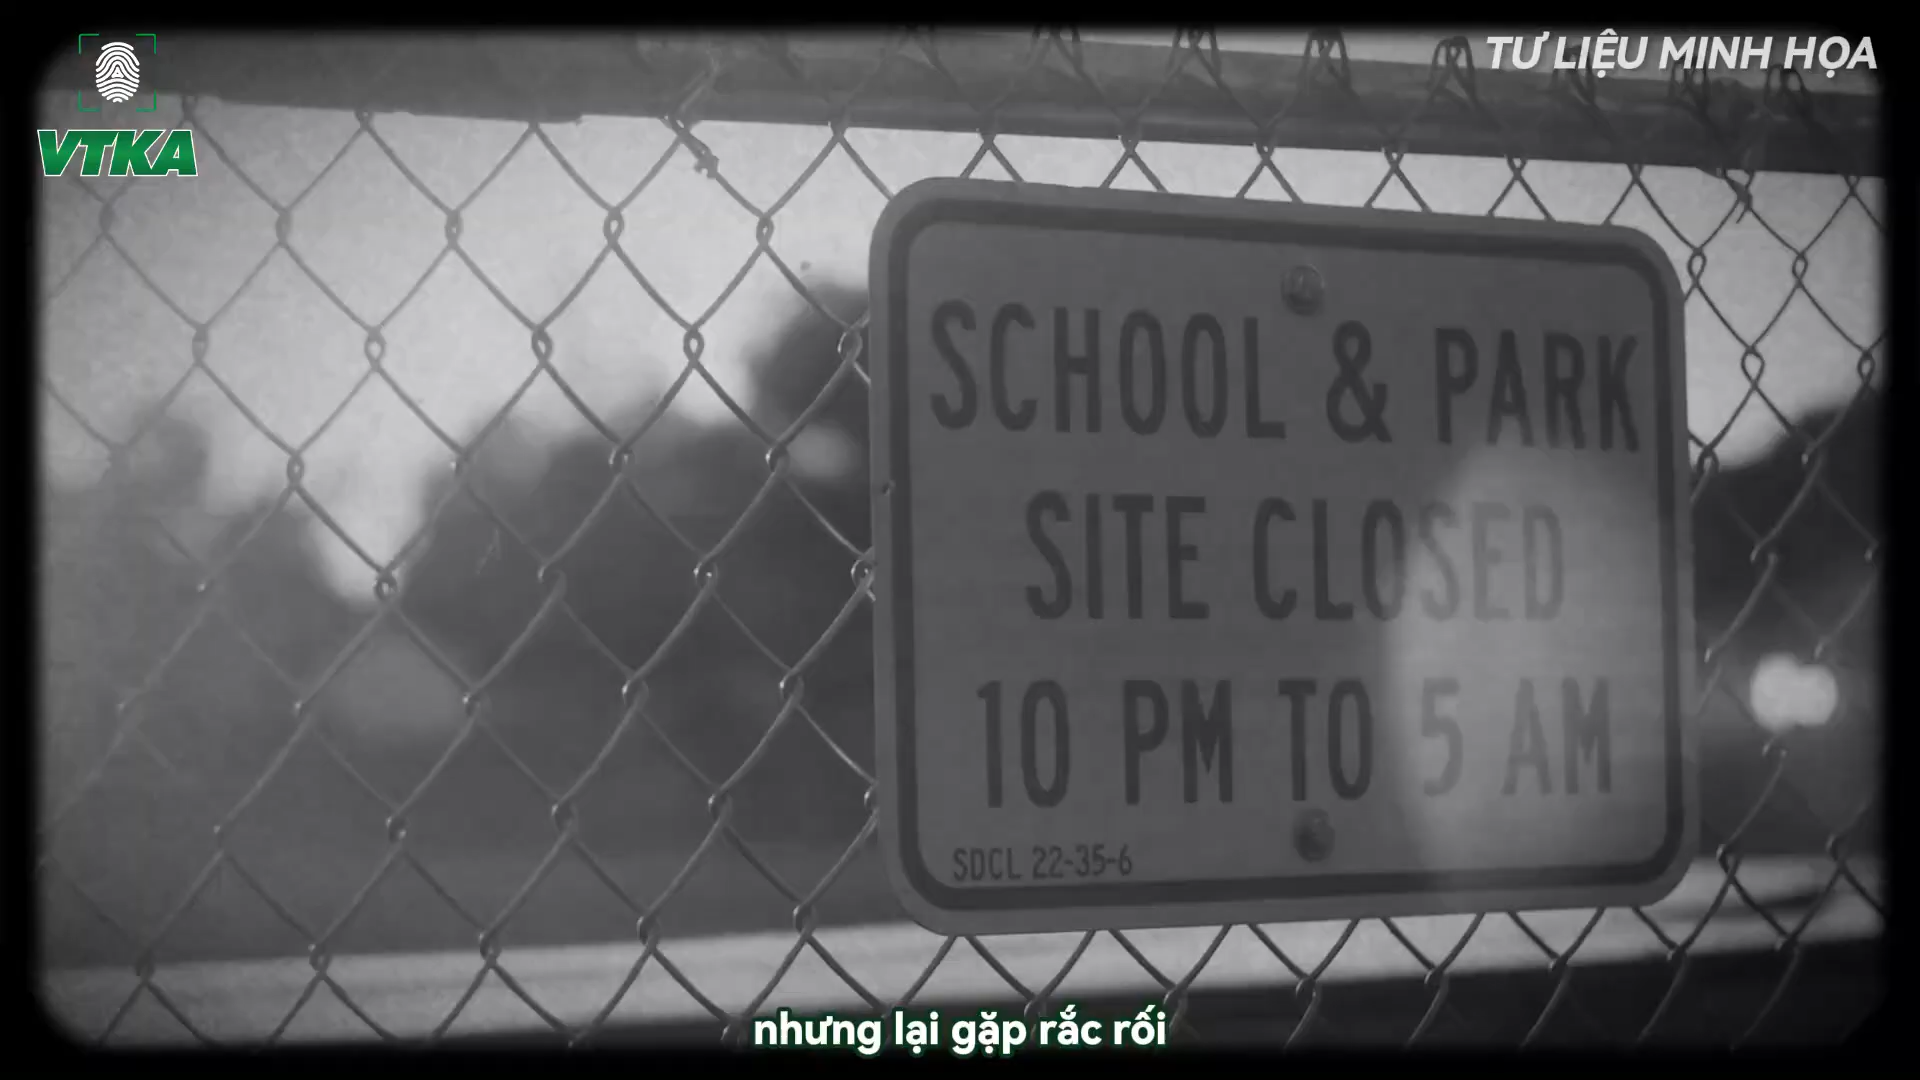 VTKA
TƯ LIỆU MINH HỌA
SCHOOL & PARK
SITE CLOSED
10 PM TO 5 AM
SDCL 22-35-6
nhưng lại gặp rắc rối